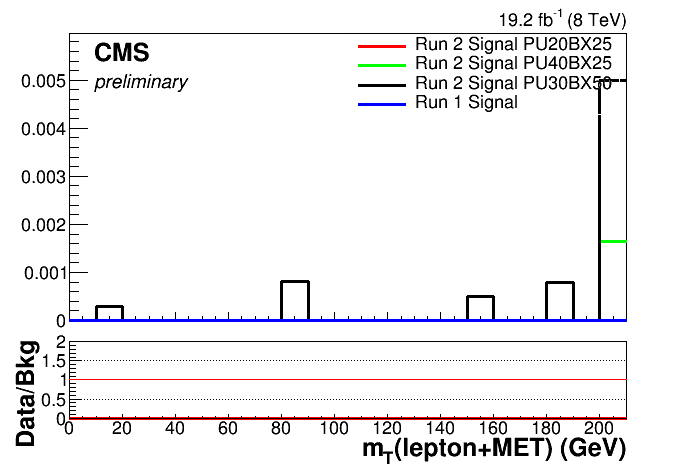 19.2 fb⁻¹ (8 TeV)
CMS
preliminary
Run 2 Signal PU20BX25
Run 2 Signal PU40BX25
Run 2 Signal PU30BX50
Run 1 Signal
0.005
0.004
0.003
0.002
0.001
0
2
1.5
1
0.5
0
Data/Bkg
0 20 40 60 80 100 120 140 160 180 200
m_T(lepton+MET) (GeV)